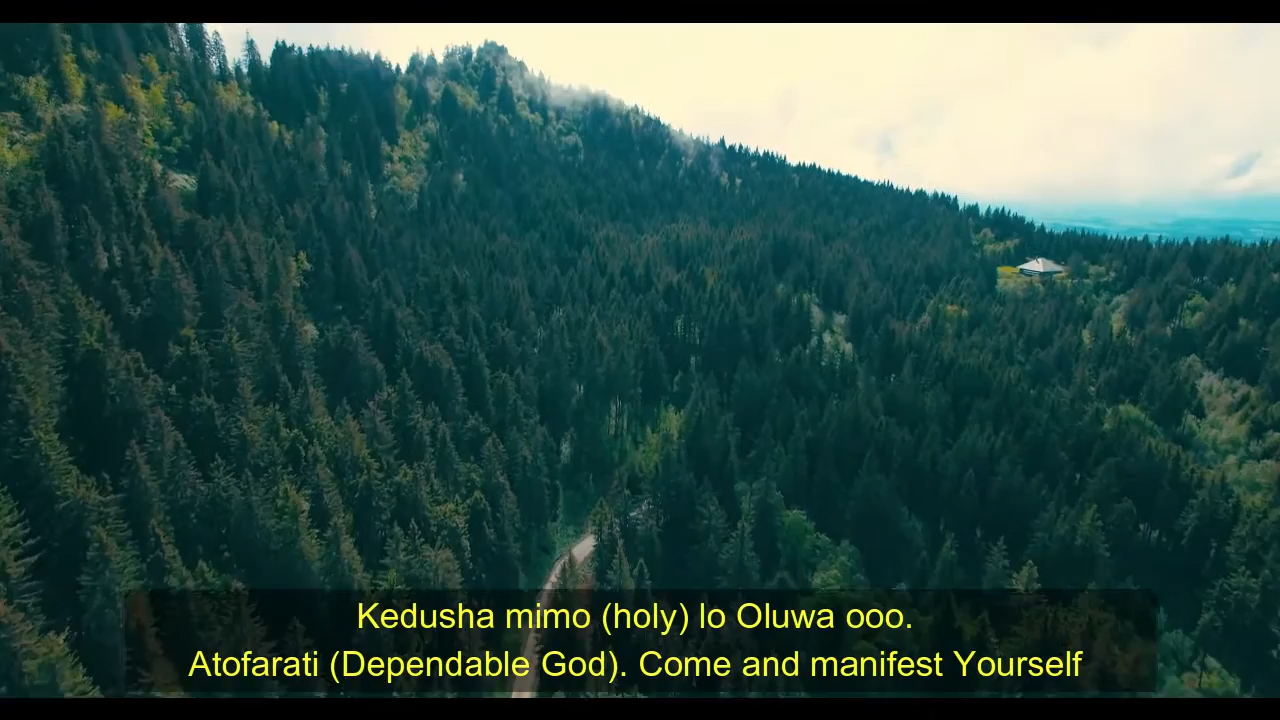 Kedusha mimo (holy) lo Oluwa ooo.
Atofarati (Dependable God). Come and manifest Yourself